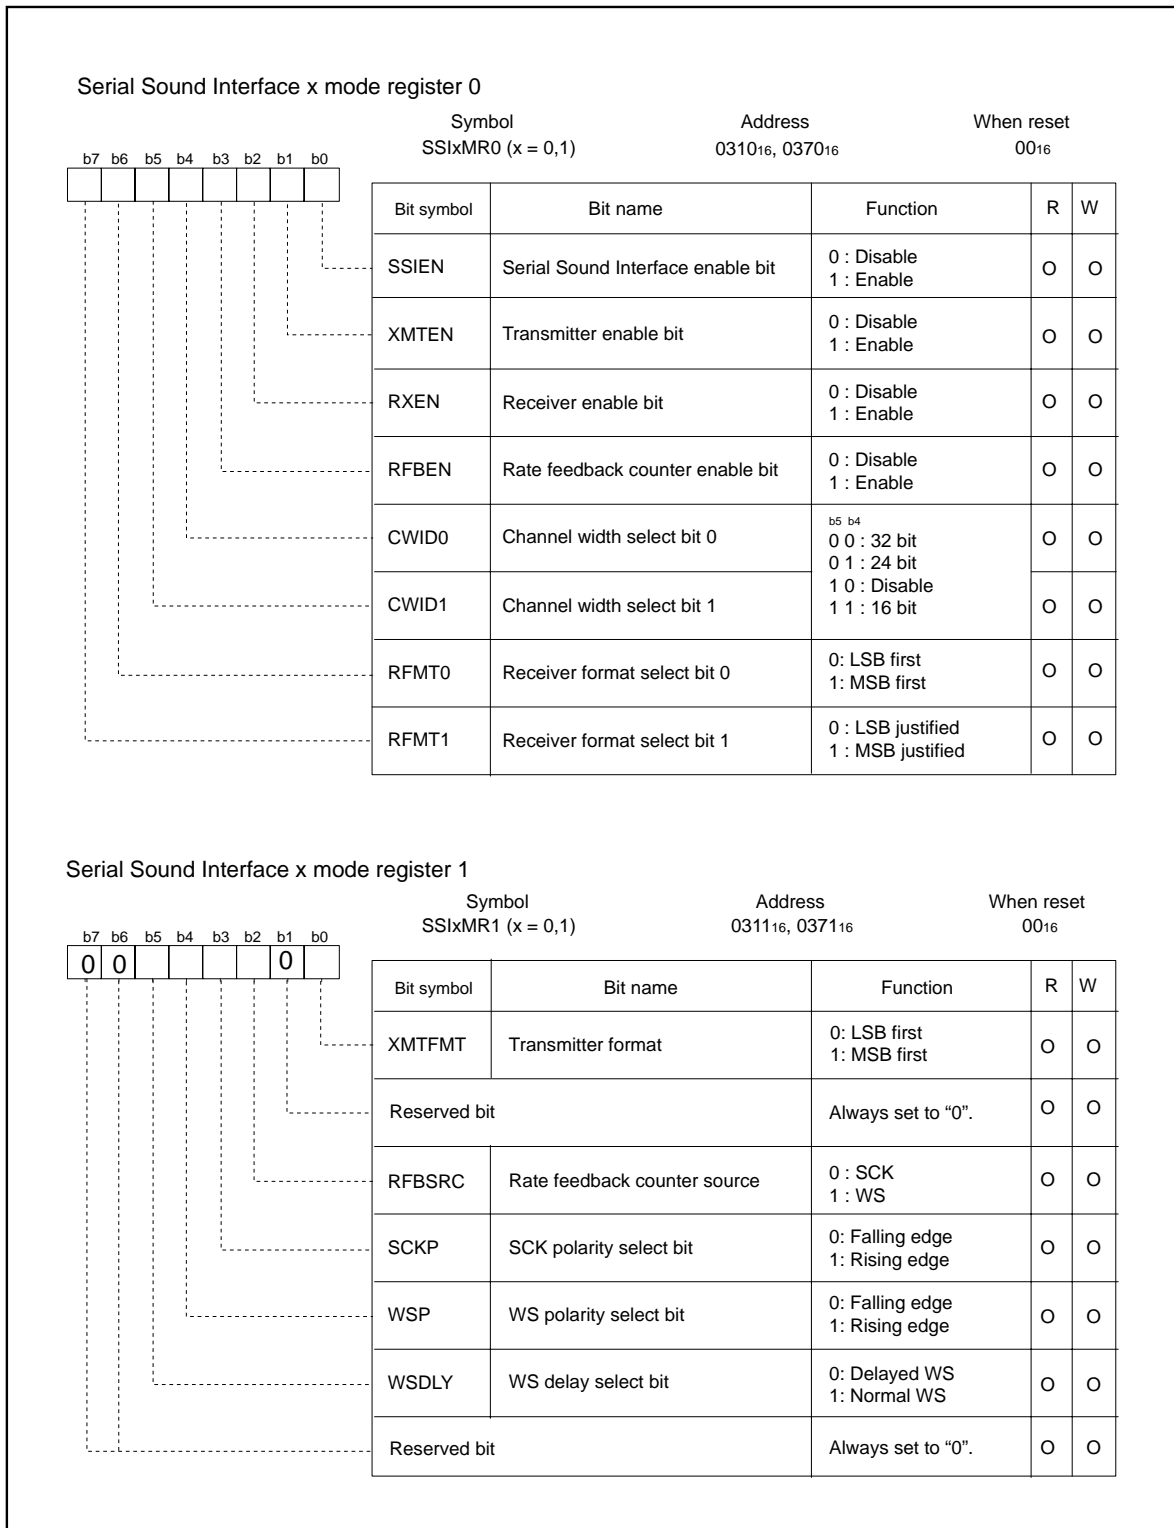 Serial Sound Interface x mode register 0
Symbol Address When reset
SSIxMR0 (x = 0,1) 031016, 037016 0016
b7 b6 b5 b4 b3 b2 b1 b0
Bit symbol Bit name Function R W
SSIEN Serial Sound Interface enable bit 0 : Disable O O
1 : Enable
XMTEN Transmitter enable bit 0 : Disable O O
1 : Enable
RXEN Receiver enable bit 0 : Disable O O
1 : Enable
RFBEN Rate feedback counter enable bit 0 : Disable O O
1 : Enable
b5 b4
CWID0 Channel width select bit 0 0 0 : 32 bit O O
0 1 : 24 bit
1 0 : Disable
CWID1 Channel width select bit 1 1 1 : 16 bit O O
RFMT0 Receiver format select bit 0 0: LSB first O O
1: MSB first
RFMT1 Receiver format select bit 1 0 : LSB justified O O
1 : MSB justified
Serial Sound Interface x mode register 1
Symbol Address When reset
SSIxMR1 (x = 0,1) 031116, 037116 0016
b7 b6 b5 b4 b3 b2 b1 b0
0 0 0
Bit symbol Bit name Function R W
XMTFMT Transmitter format 0: LSB first O O
1: MSB first
Reserved bit Always set to “0”. O O
RFBSRC Rate feedback counter source 0 : SCK O O
1 : WS
SCKP SCK polarity select bit 0: Falling edge O O
1: Rising edge
WSP WS polarity select bit 0: Falling edge O O
1: Rising edge
WSDLY WS delay select bit 0: Delayed WS O O
1: Normal WS
Reserved bit Always set to “0”. O O